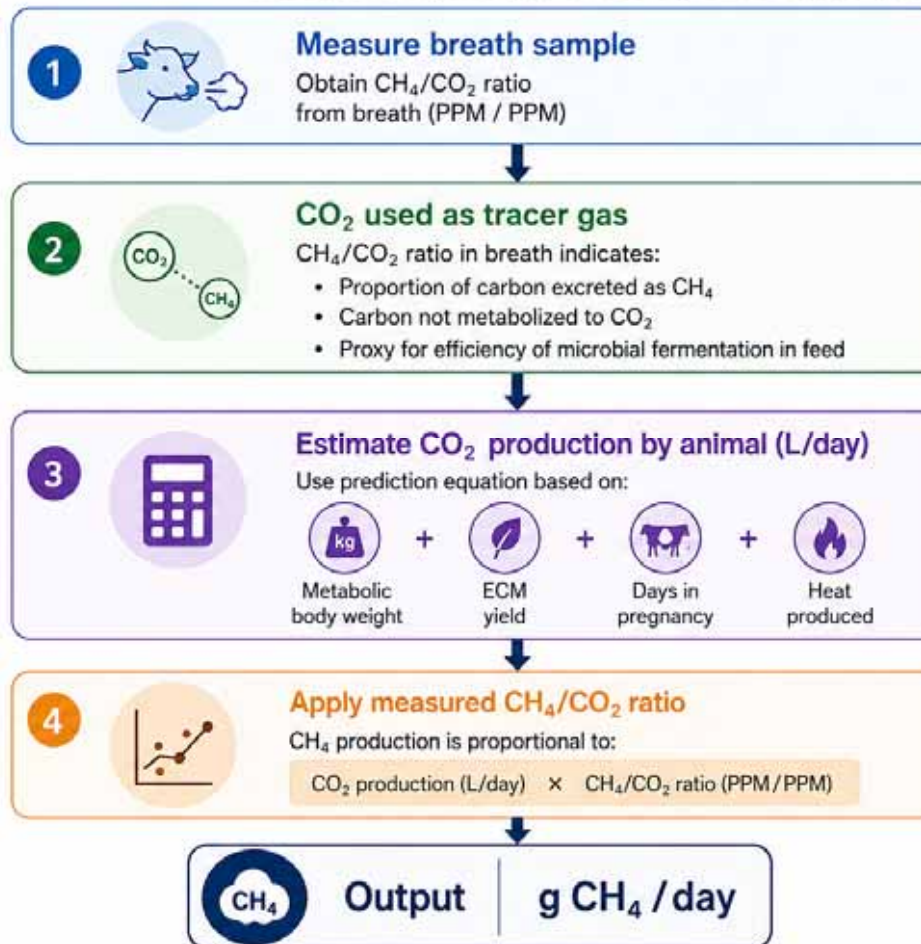 1
Measure breath sample
Obtain CH₄/CO₂ ratio
from breath (PPM / PPM)
2
CO₂
CH₄
CO₂ used as tracer gas
CH₄/CO₂ ratio in breath indicates:
• Proportion of carbon excreted as CH₄
• Carbon not metabolized to CO₂
• Proxy for efficiency of microbial fermentation in feed
3
Estimate CO₂ production by animal (L/day)
Use prediction equation based on:
kg + + +
Metabolic ECM Days in Heat
body weight yield pregnancy produced
4
Apply measured CH₄/CO₂ ratio
CH₄ production is proportional to:
CO₂ production (L/day) × CH₄/CO₂ ratio (PPM/PPM)
CH₄ Output g CH₄ / day